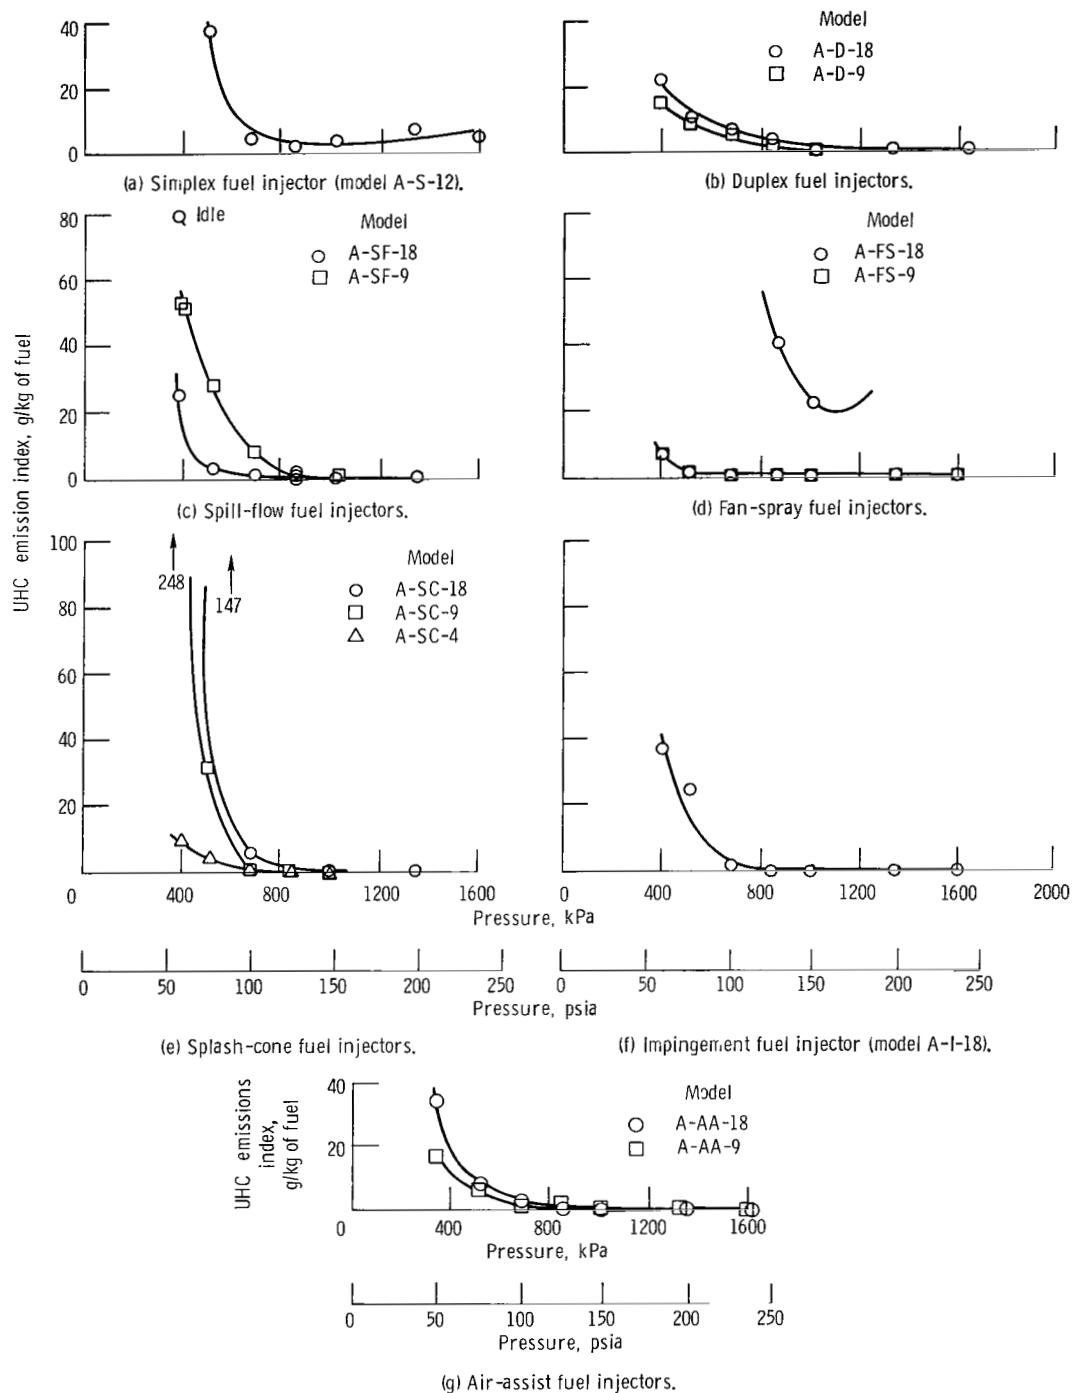 40
20
0
(a) Simplex fuel injector (model A-S-12).
Model
A-D-18
A-D-9
(b) Duplex fuel injectors.
UHC emission index, g/kg of fuel
80
60
40
20
0
Idle
Model
A-SF-18
A-SF-9
(c) Spill-flow fuel injectors.
Model
A-FS-18
A-FS-9
(d) Fan-spray fuel injectors.
100
80
60
40
20
248
147
Model
A-SC-18
A-SC-9
A-SC-4
400 800 1200 1600
0 400 800 1200 1600 2000
Pressure, kPa
0 50 100 150 200 250
0 50 100 150 200 250
Pressure, psia
(e) Splash-cone fuel injectors.
(f) Impingement fuel injector (model A-I-18).
UHC emissions
index,
g/kg of fuel
40
20
Model
A-AA-18
A-AA-9
0 400 800 1200 1600
Pressure, kPa
0 50 100 150 200 250
Pressure, psia
(g) Air-assist fuel injectors.